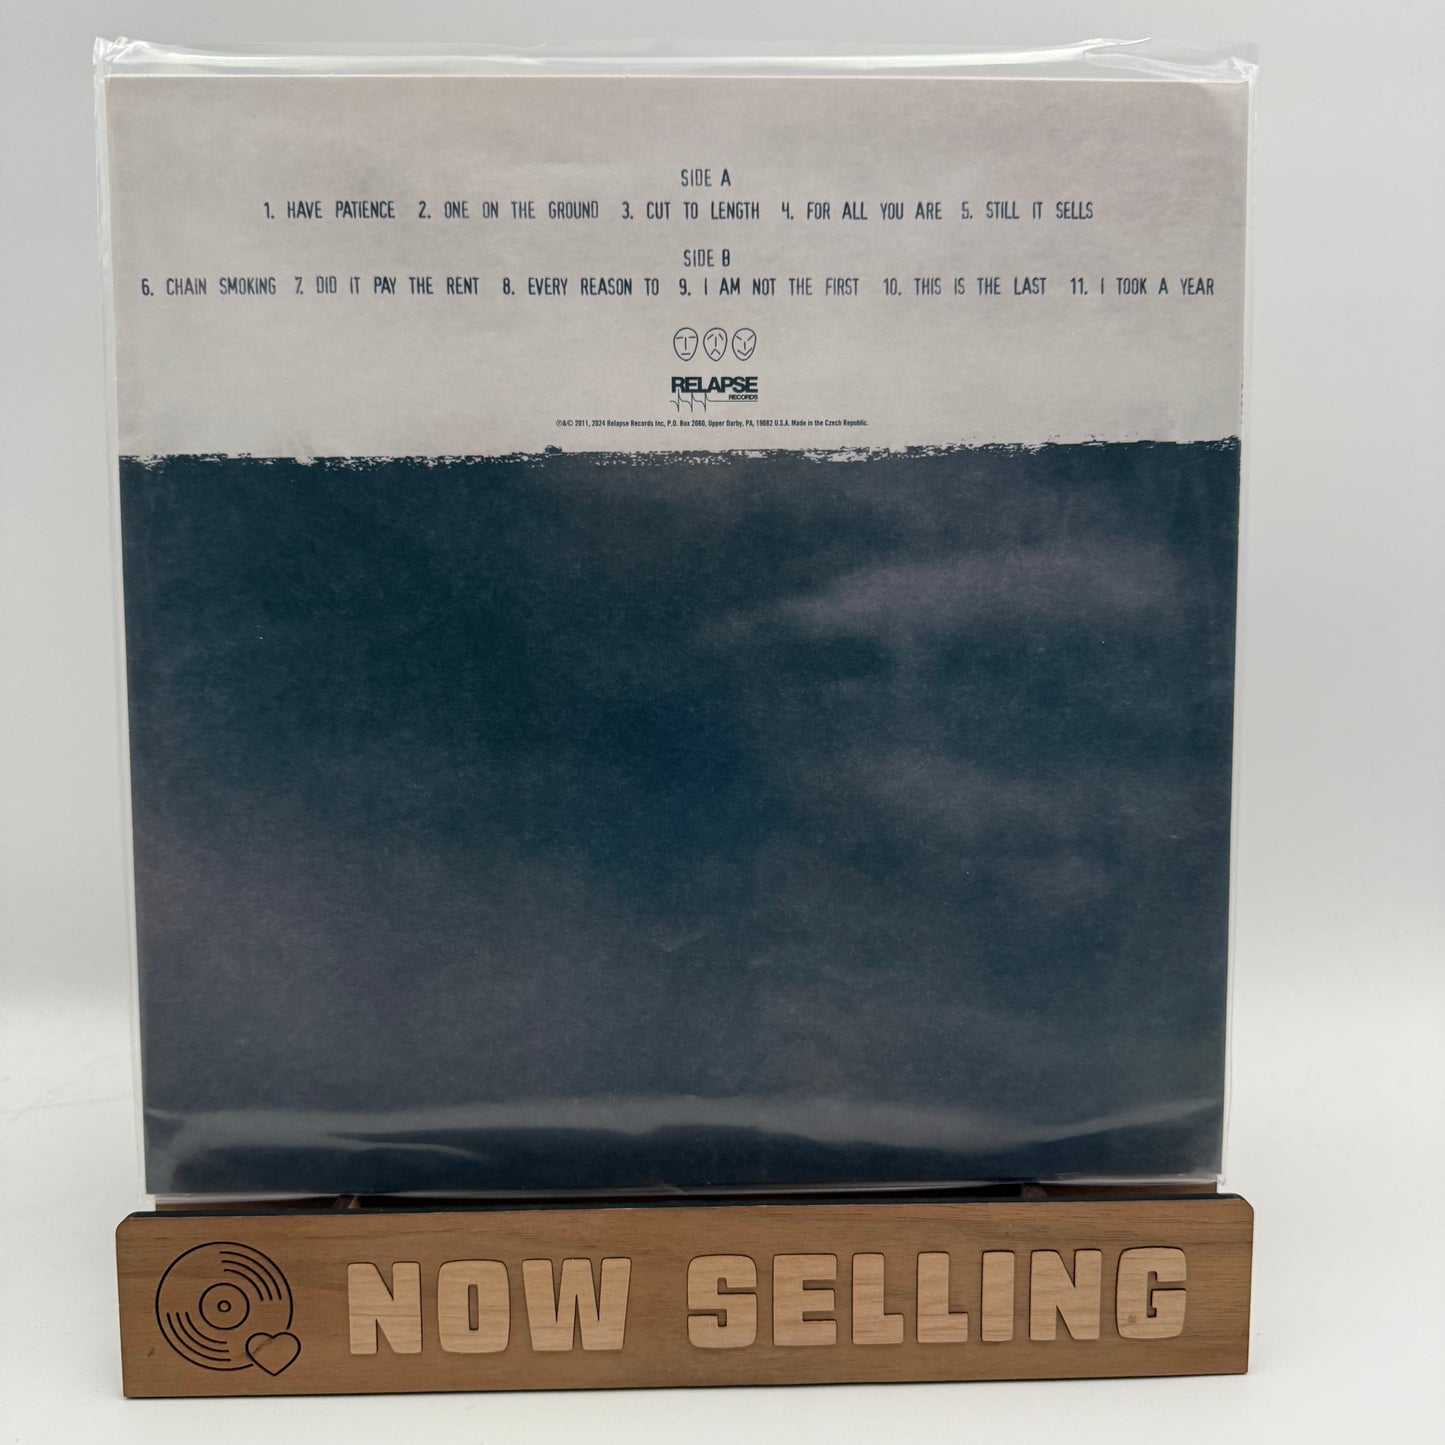 SIDE A
1. HAVE PATIENCE 2. ONE ON THE GROUND 3. CUT TO LENGTH 4. FOR ALL YOU ARE 5. STILL IT SELLS
SIDE B
6. CHAIN SMOKING 7. DID IT PAY THE RENT 8. EVERY REASON TO 9. I AM NOT THE FIRST 10. THIS IS THE LAST 11. I TOOK A YEAR
RELAPSE
RECORDS
℗&© 2011, 2024 Relapse Records Inc, P.O. Box 2060, Upper Darby, PA, 19082 U.S.A. Made in the Czech Republic.
NOW SELLING